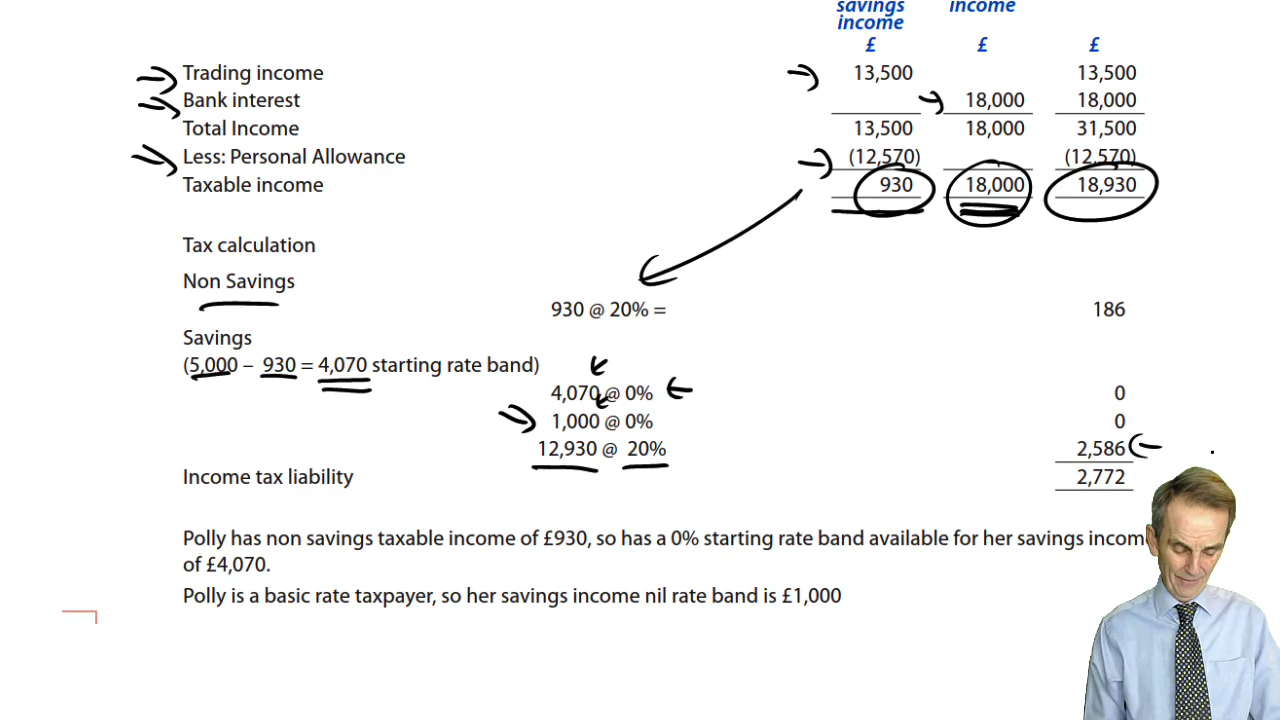 savings income
income
£ £ £
Trading income 13,500 13,500
Bank interest 18,000 18,000
Total Income 13,500 18,000 31,500
Less: Personal Allowance (12,570) (12,570)
Taxable income 930 18,000 18,930
Tax calculation
Non Savings
930 @ 20% = 186
Savings
(5,000 – 930 = 4,070 starting rate band)
4,070 @ 0% 0
1,000 @ 0% 0
12,930 @ 20% 2,586
Income tax liability 2,772
Polly has non savings taxable income of £930, so has a 0% starting rate band available for her savings incom
of £4,070.
Polly is a basic rate taxpayer, so her savings income nil rate band is £1,000